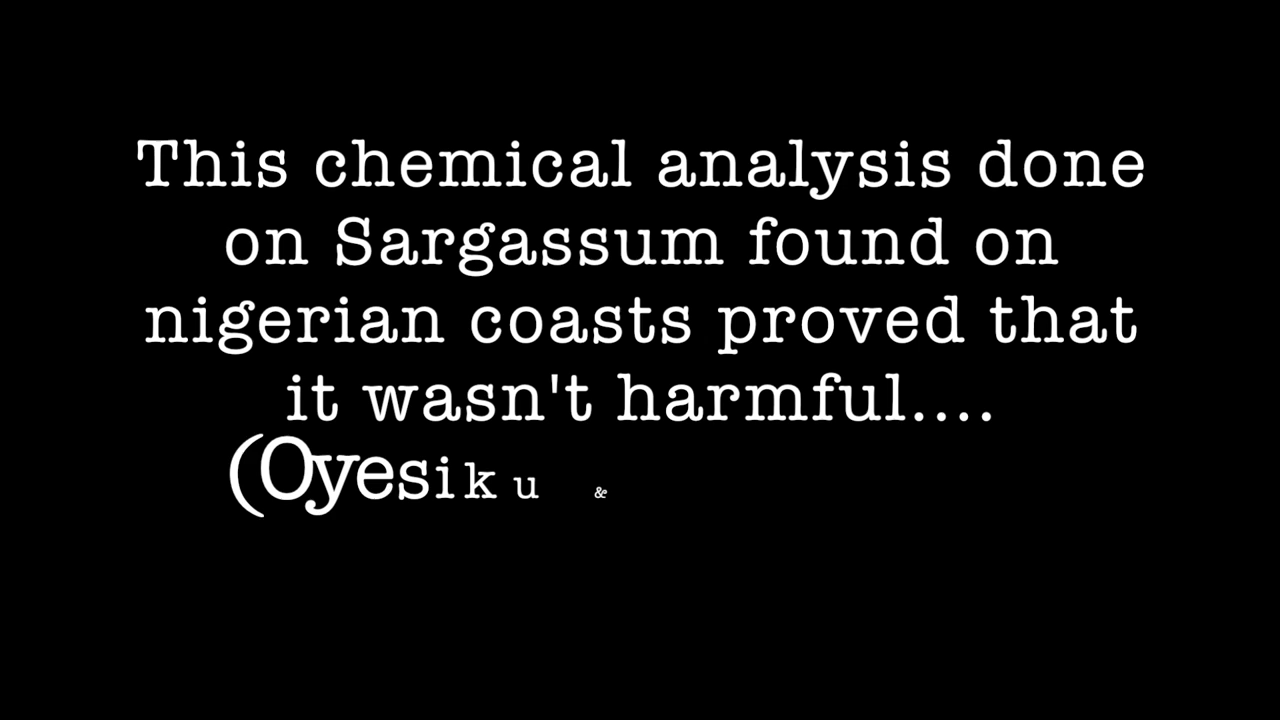 This chemical analysis done
on Sargassum found on
nigerian coasts proved that
it wasn't harmful....
(Oyesiku &